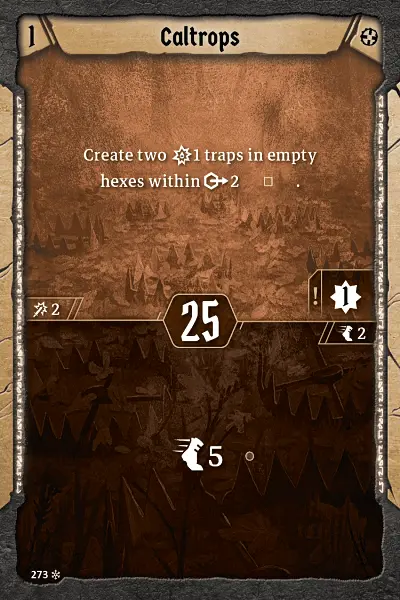 1
Caltrops
Create two 1 traps in empty
hexes within 2 .
! 1
2
25
2
5
273